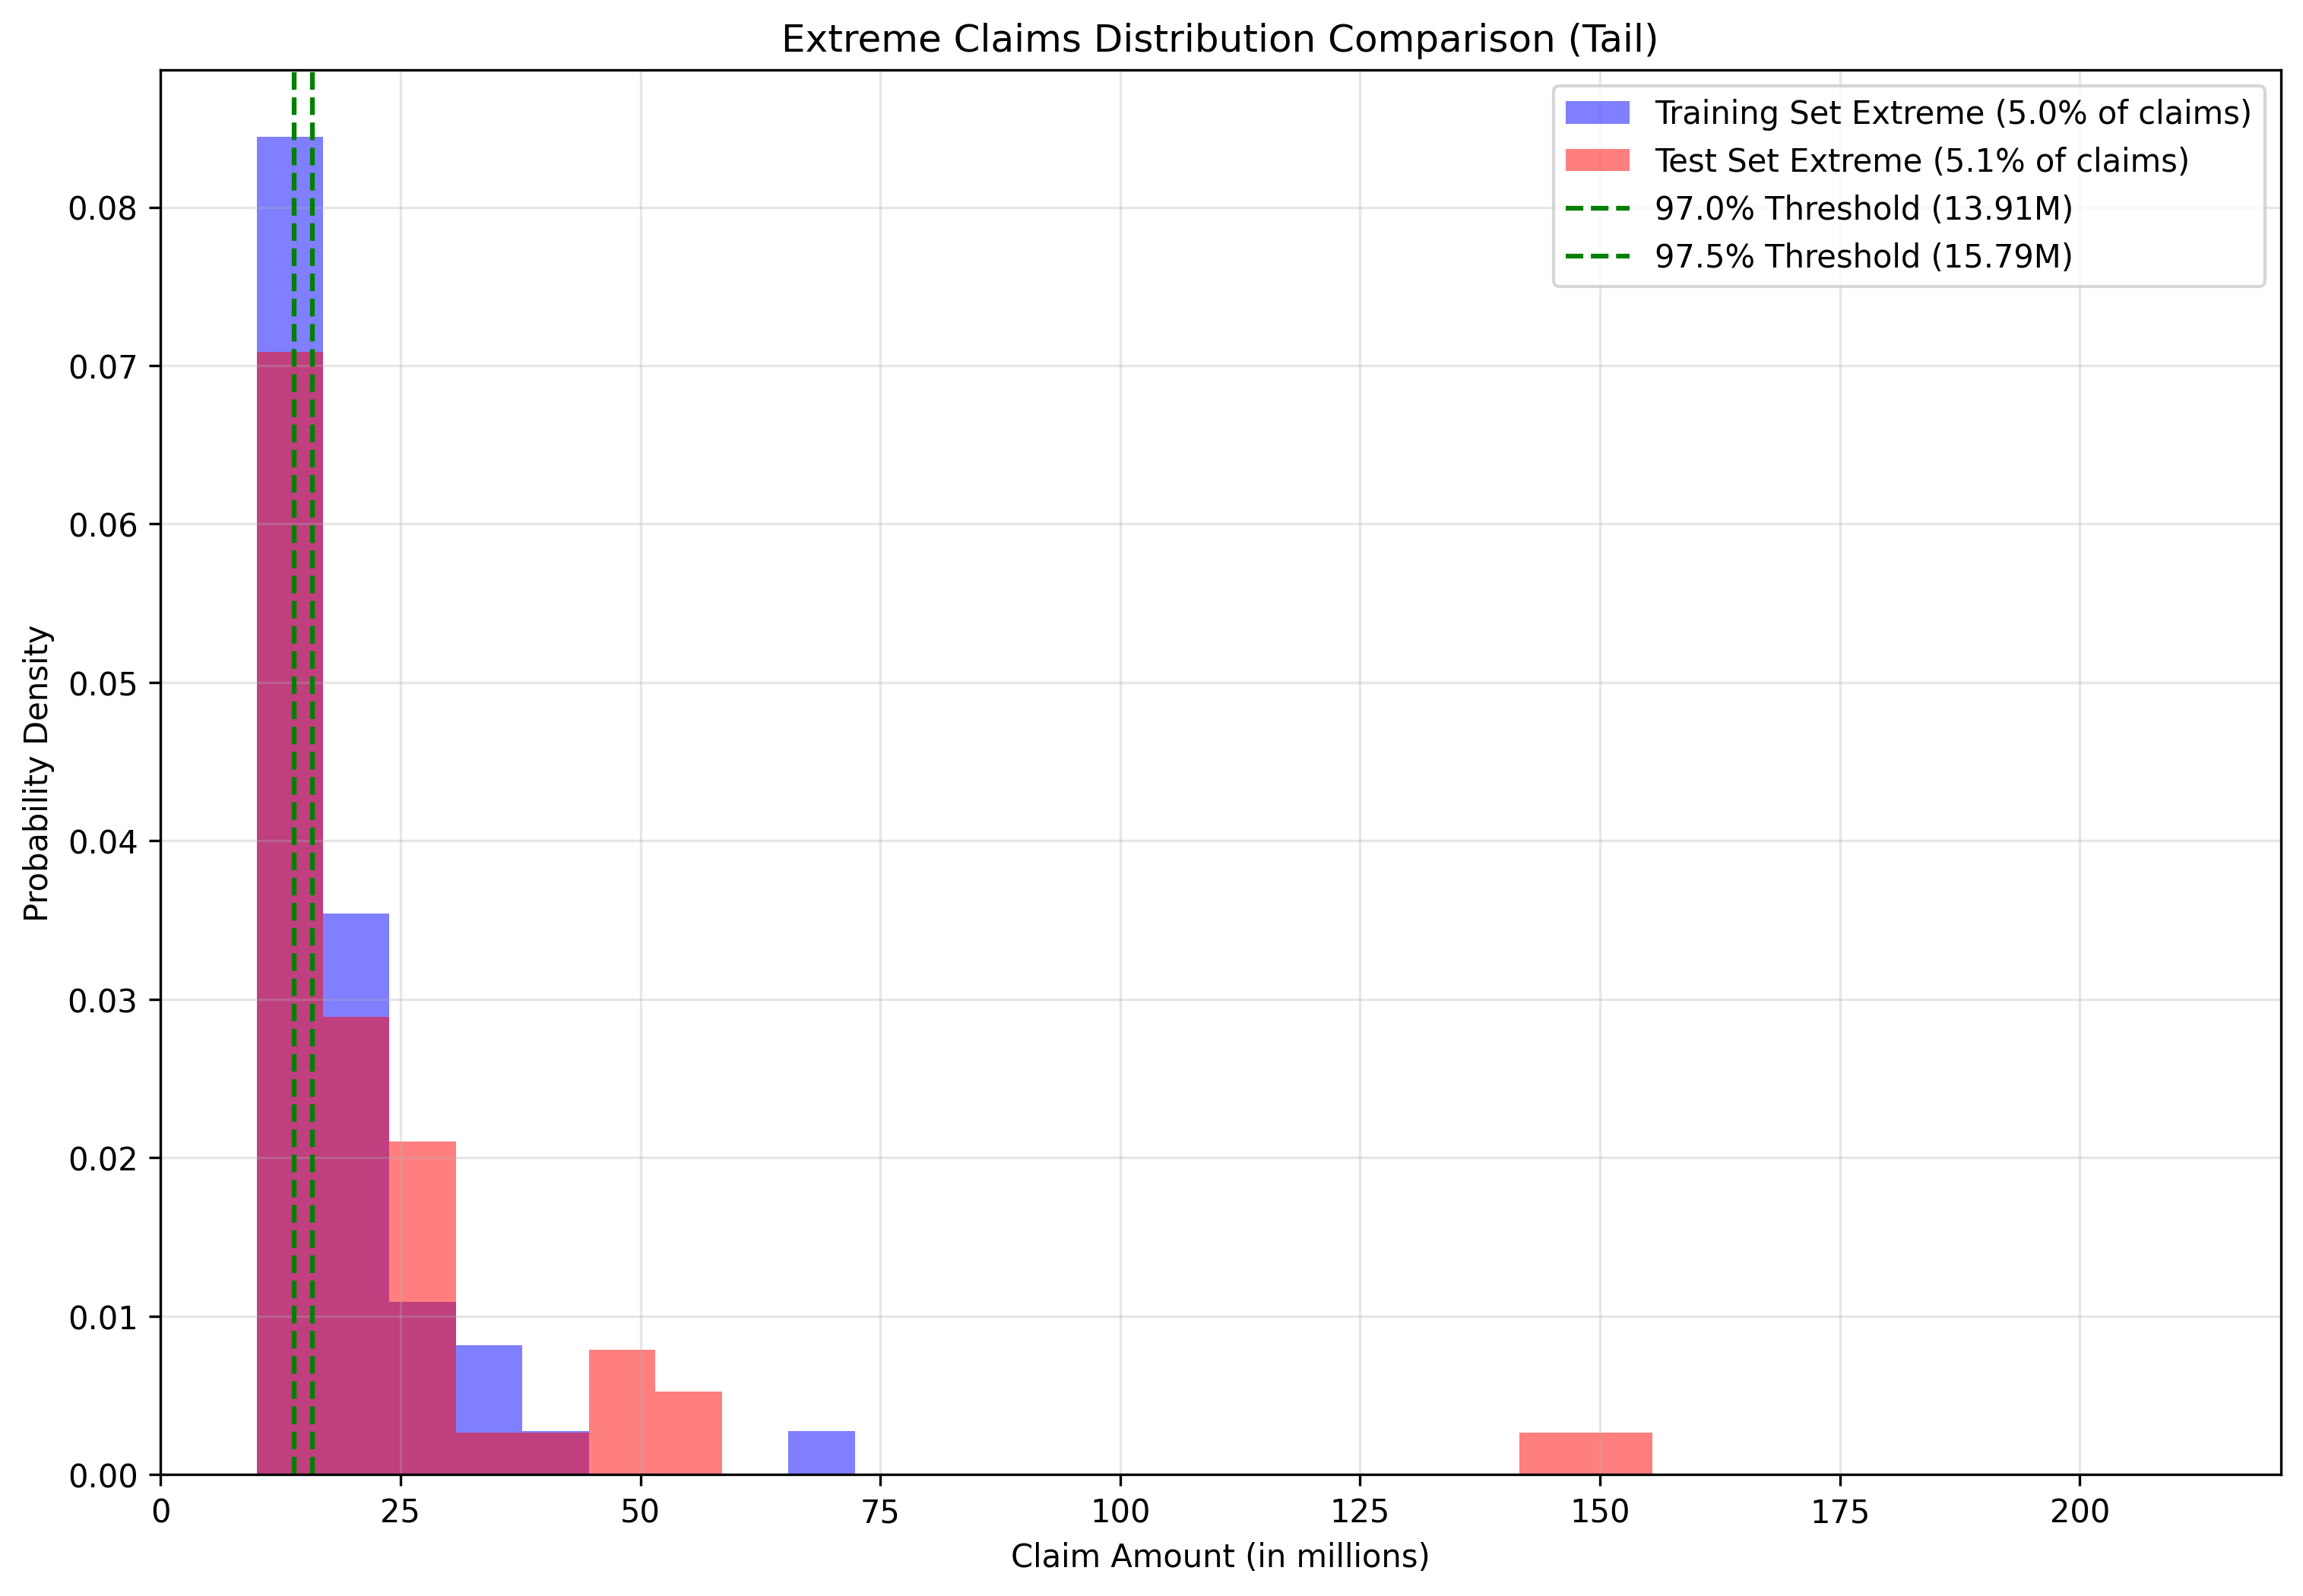 Extreme Claims Distribution Comparison (Tail)
Training Set Extreme (5.0% of claims)
Test Set Extreme (5.1% of claims)
97.0% Threshold (13.91M)
97.5% Threshold (15.79M)
Probability Density
0.08
0.07
0.06
0.05
0.04
0.03
0.02
0.01
0.00
0 25 50 75 100 125 150 175 200
Claim Amount (in millions)